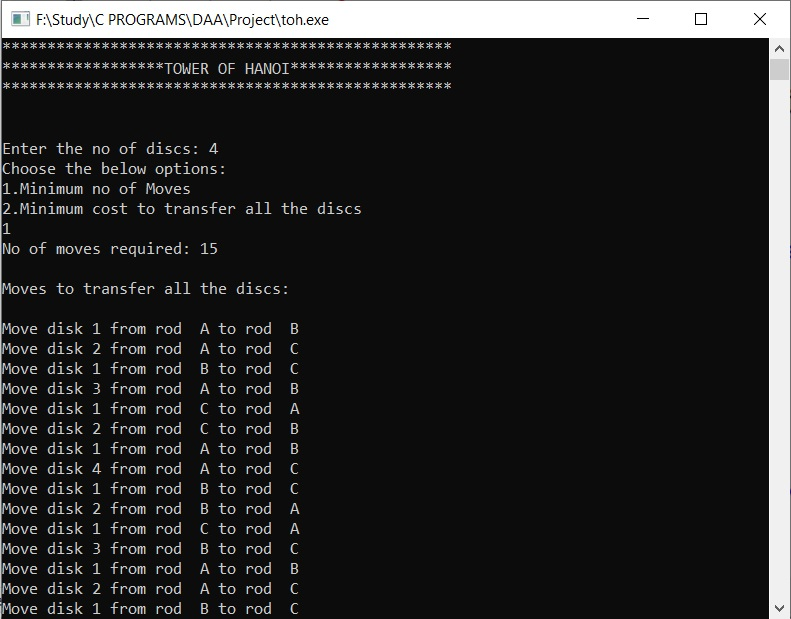 F:\Study\C PROGRAMS\DAA\Project\toh.exe
**************************************************
******************TOWER OF HANOI******************
**************************************************
Enter the no of discs: 4
Choose the below options:
1.Minimum no of Moves
2.Minimum cost to transfer all the discs
1
No of moves required: 15
Moves to transfer all the discs:
Move disk 1 from rod  A to rod  B
Move disk 2 from rod  A to rod  C
Move disk 1 from rod  B to rod  C
Move disk 3 from rod  A to rod  B
Move disk 1 from rod  C to rod  A
Move disk 2 from rod  C to rod  B
Move disk 1 from rod  A to rod  B
Move disk 4 from rod  A to rod  C
Move disk 1 from rod  B to rod  C
Move disk 2 from rod  B to rod  A
Move disk 1 from rod  C to rod  A
Move disk 3 from rod  B to rod  C
Move disk 1 from rod  A to rod  B
Move disk 2 from rod  A to rod  C
Move disk 1 from rod  B to rod  C